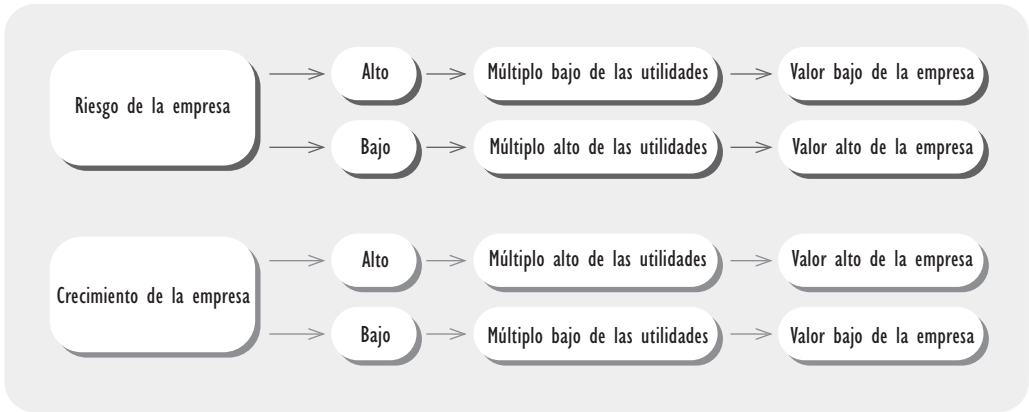 Riesgo de la empresa
Alto
Múltiplo bajo de las utilidades
Valor bajo de la empresa
Bajo
Múltiplo alto de las utilidades
Valor alto de la empresa
Crecimiento de la empresa
Alto
Múltiplo alto de las utilidades
Valor alto de la empresa
Bajo
Múltiplo bajo de las utilidades
Valor bajo de la empresa